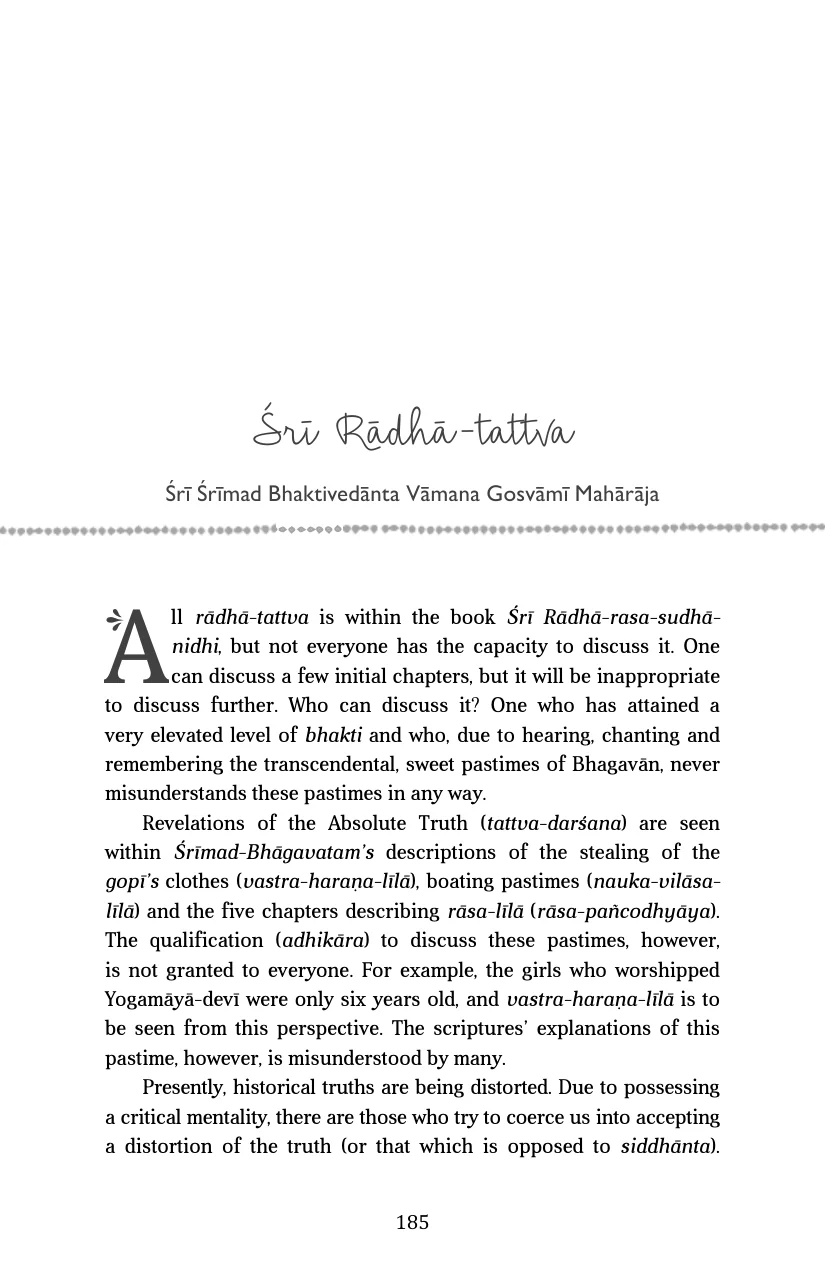 Śrī Rādhā-tattva
Śrī Śrīmad Bhaktivedānta Vāmana Gosvāmī Mahārāja
All rādhā-tattva is within the book Śrī Rādhā-rasa-sudhā-
nidhi, but not everyone has the capacity to discuss it. One
can discuss a few initial chapters, but it will be inappropriate
to discuss further. Who can discuss it? One who has attained a
very elevated level of bhakti and who, due to hearing, chanting and
remembering the transcendental, sweet pastimes of Bhagavān, never
misunderstands these pastimes in any way.
Revelations of the Absolute Truth (tattva-darśana) are seen
within Śrīmad-Bhāgavatam’s descriptions of the stealing of the
gopī’s clothes (vastra-haraṇa-līlā), boating pastimes (nauka-vilāsa-
līlā) and the five chapters describing rāsa-līlā (rāsa-pañcodhyāya).
The qualification (adhikāra) to discuss these pastimes, however,
is not granted to everyone. For example, the girls who worshipped
Yogamāyā-devī were only six years old, and vastra-haraṇa-līlā is to
be seen from this perspective. The scriptures’ explanations of this
pastime, however, is misunderstood by many.
Presently, historical truths are being distorted. Due to possessing
a critical mentality, there are those who try to coerce us into accepting
a distortion of the truth (or that which is opposed to siddhānta).
185